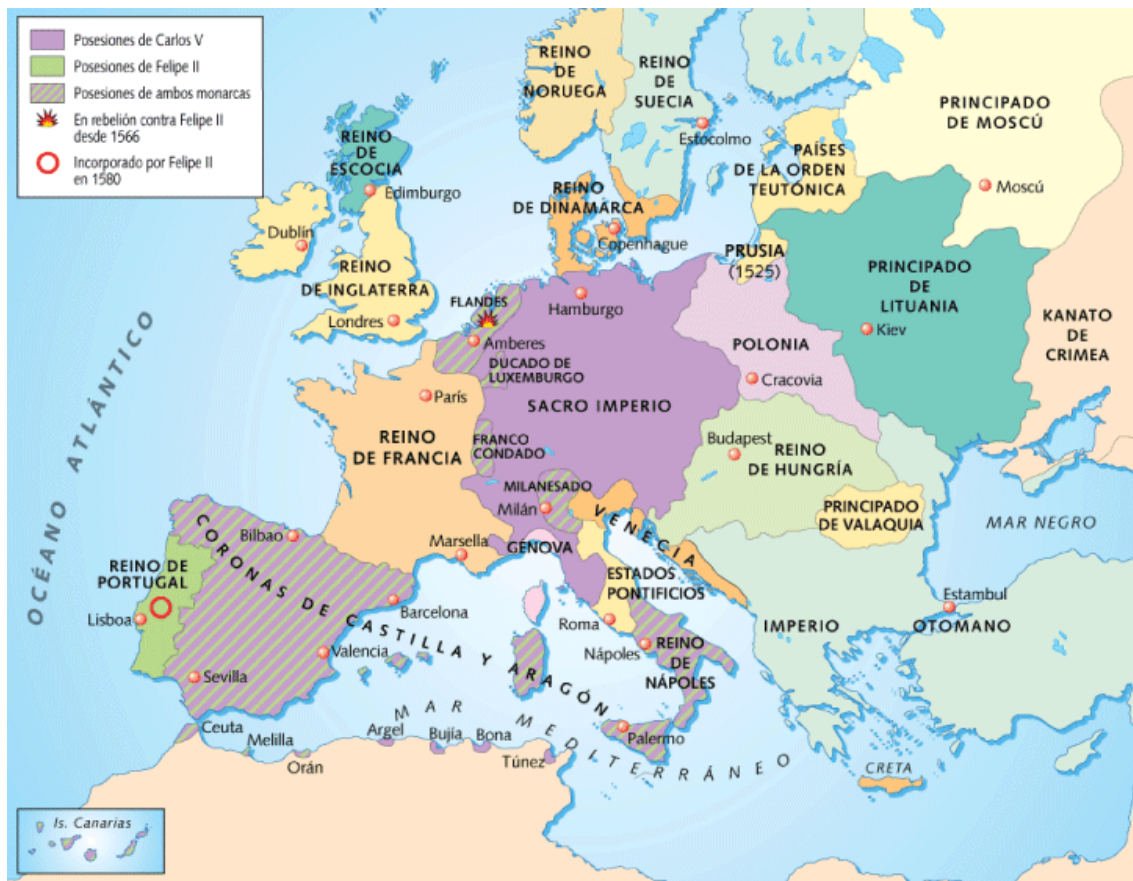 Posesiones de Carlos V
Posesiones de Felipe II
Posesiones de ambos monarcas
En rebelión contra Felipe II
desde 1566
Incorporado por Felipe II
en 1580
REINO
DE
NORUEGA
REINO
DE
SUECIA
Estocolmo
PRINCIPADO
DE MOSCÚ
Moscú
PAÍSES
DE LA ORDEN
TEUTÓNICA
REINO
DE
ESCOCIA
Edimburgo
REINO
DE DINAMARCA
Copenhague
Dublín
REINO
DE INGLATERRA
Londres
PRUSIA
(1525)
PRINCIPADO
DE
LITUANIA
Kiev
KANATO
DE
CRIMEA
FLANDES
Hamburgo
Amberes
DUCADO DE
LUXEMBURGO
POLONIA
Cracovia
OCÉANO ATLÁNTICO
París
SACRO IMPERIO
REINO
DE FRANCIA
FRANCO
CONDADO
Budapest
REINO
DE HUNGRÍA
MILANESADO
Milán
PRINCIPADO
DE VALAQUIA
MAR NEGRO
VENECIA
GÉNOVA
Marsella
Bilbao
CORONAS DE CASTILLA Y ARAGÓN
REINO DE
PORTUGAL
Lisboa
Barcelona
Valencia
Sevilla
ESTADOS
PONTIFICIOS
Roma
Nápoles
REINO
DE
NÁPOLES
Estambul
IMPERIO OTOMANO
Palermo
MAR MEDITERRÁNEO
Ceuta
Melilla
Orán
Argel
Bujía
Bona
Túnez
CRETA
Is. Canarias